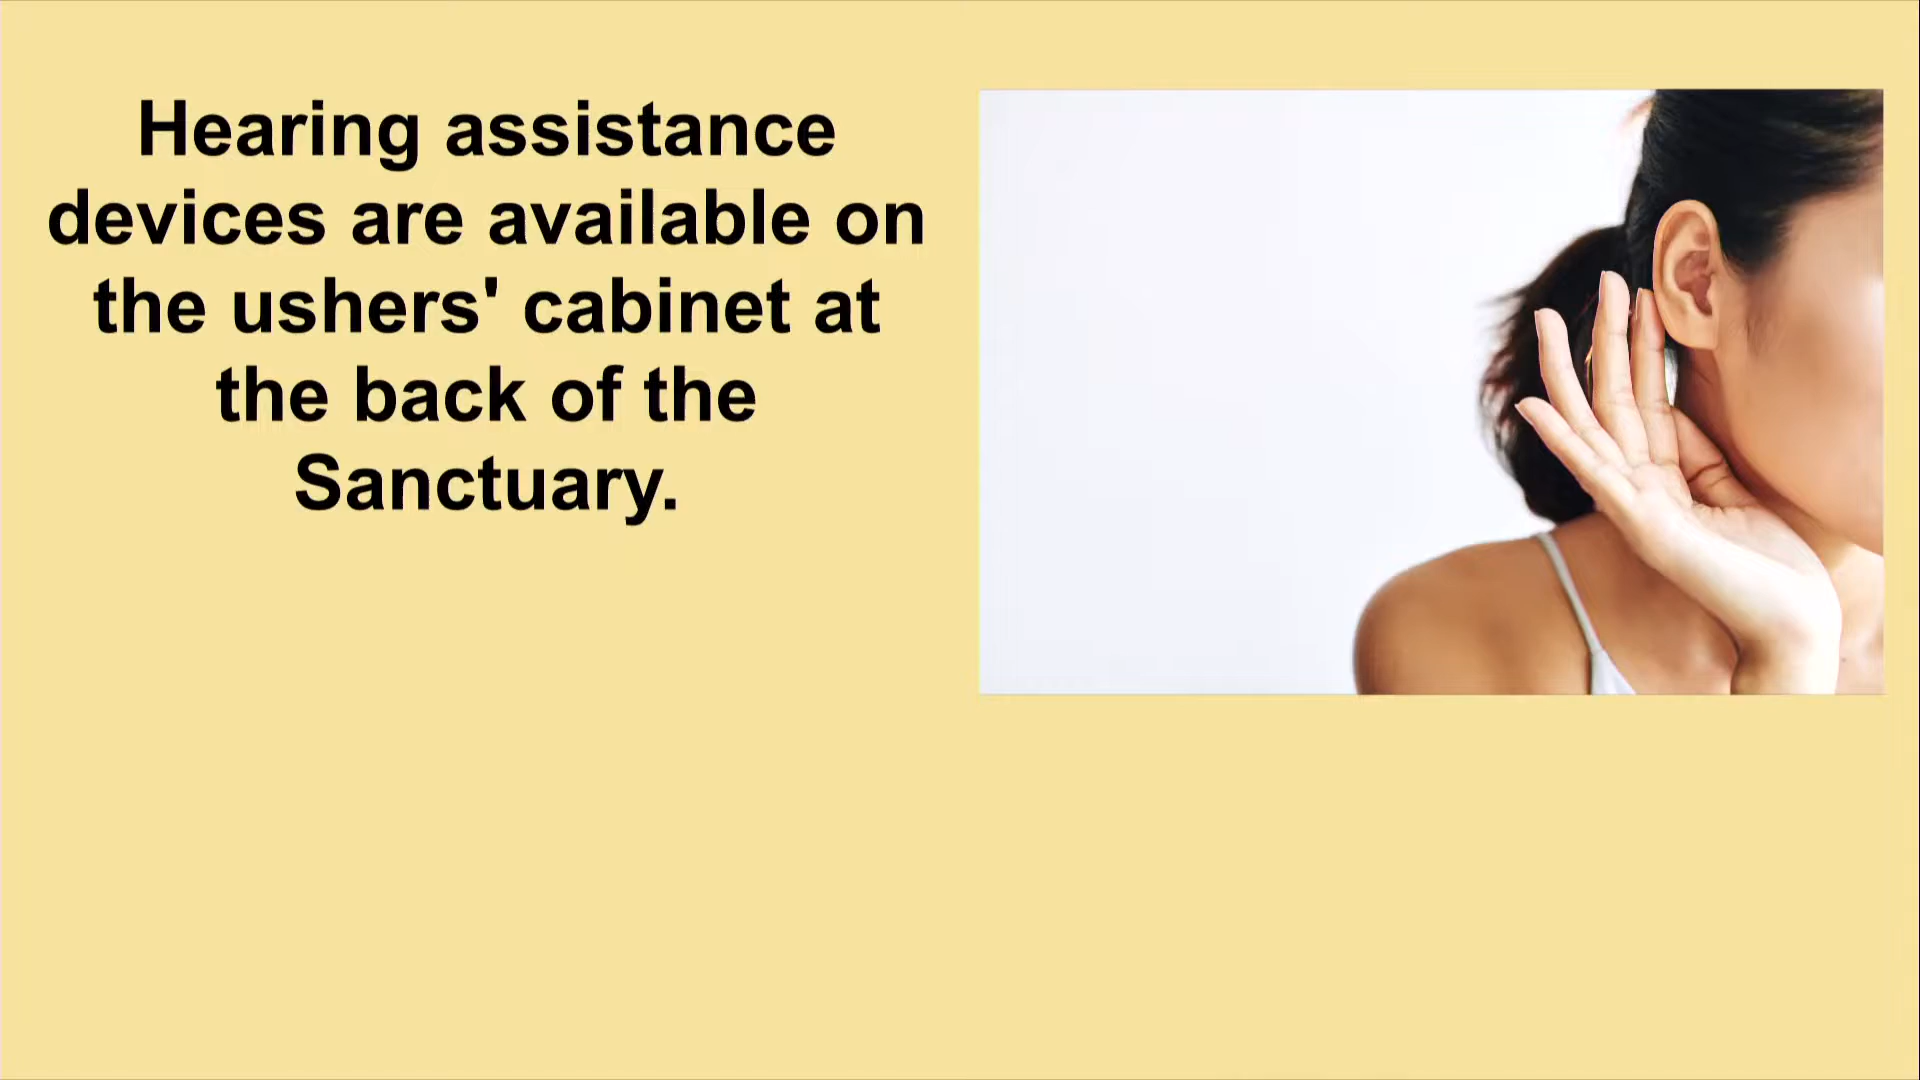 Hearing assistance
devices are available on
the ushers' cabinet at
the back of the
Sanctuary.